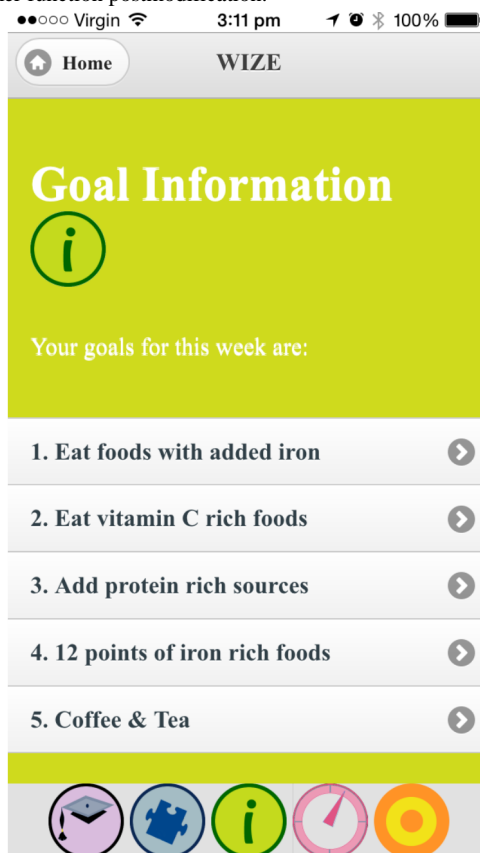 function postmodification.
Virgin 3:11 pm 100%
Home WIZE
Goal Information
i
Your goals for this week are:
1. Eat foods with added iron
2. Eat vitamin C rich foods
3. Add protein rich sources
4. 12 points of iron rich foods
5. Coffee & Tea
i